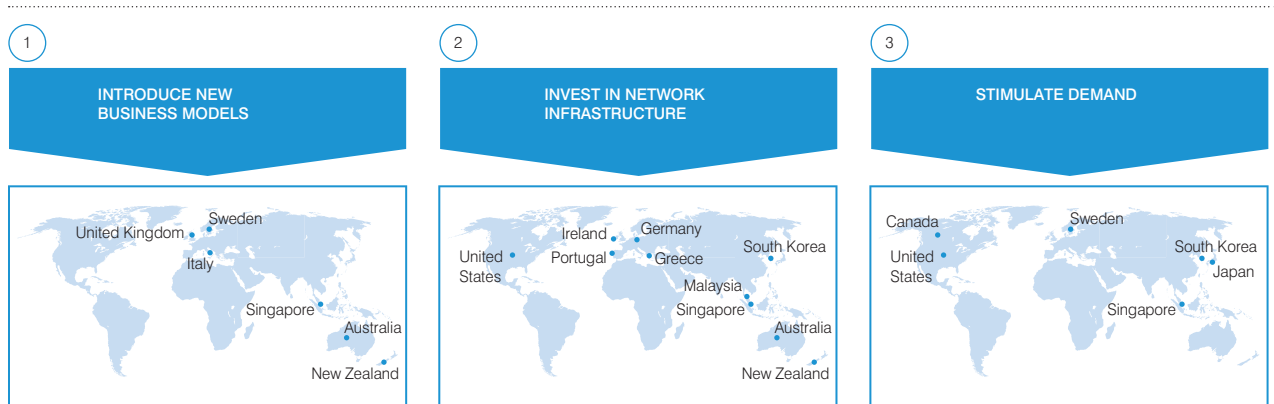 1
INTRODUCE NEW
BUSINESS MODELS
Sweden
United Kingdom
Italy
Singapore
Australia
New Zealand
2
INVEST IN NETWORK
INFRASTRUCTURE
Ireland
Germany
United
States
Portugal
Greece
South Korea
Malaysia
Singapore
Australia
New Zealand
3
STIMULATE DEMAND
Canada
Sweden
United
States
South Korea
Japan
Singapore